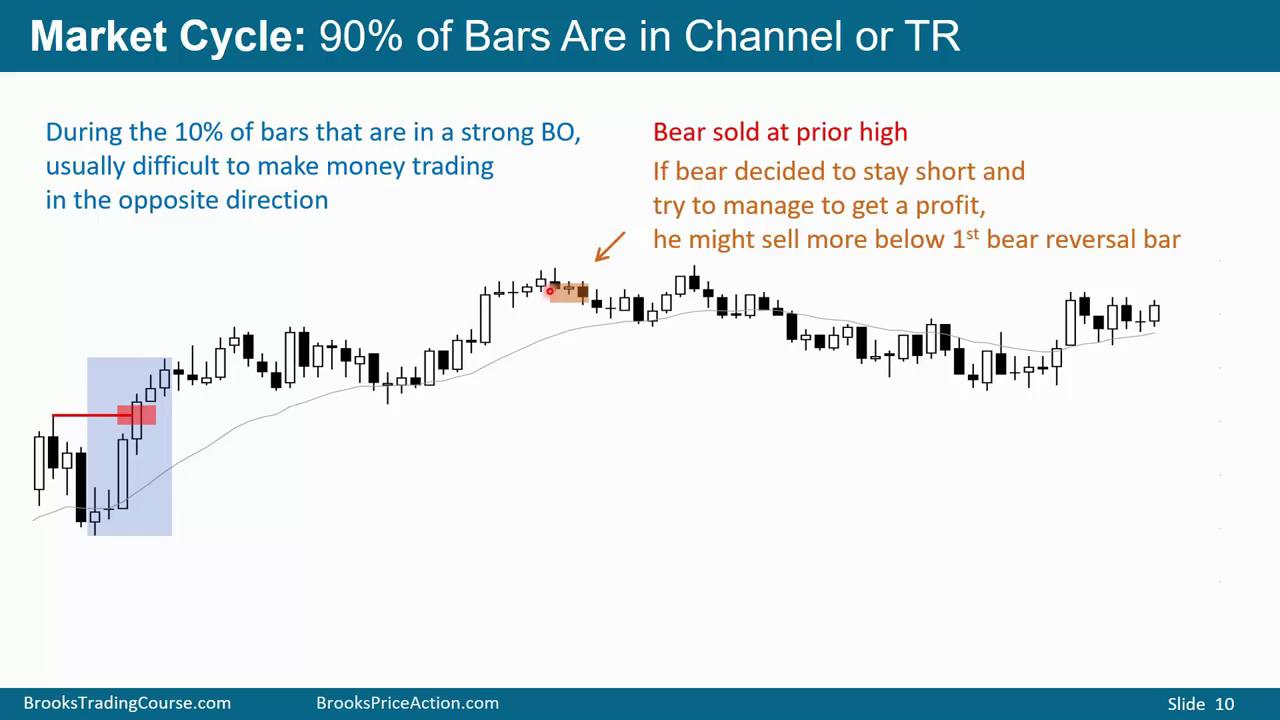 Market Cycle: 90% of Bars Are in Channel or TR
During the 10% of bars that are in a strong BO,
usually difficult to make money trading
in the opposite direction
Bear sold at prior high
If bear decided to stay short and
try to manage to get a profit,
he might sell more below 1st bear reversal bar
BrooksTradingCourse.com
BrooksPriceAction.com
Slide 10